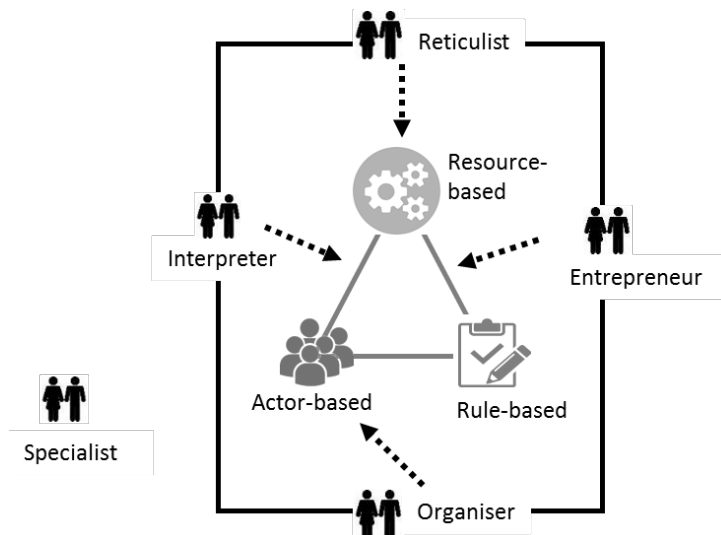 Reticulist
Resource-
based
Interpreter
Entrepreneur
Actor-based
Rule-based
Specialist
Organiser